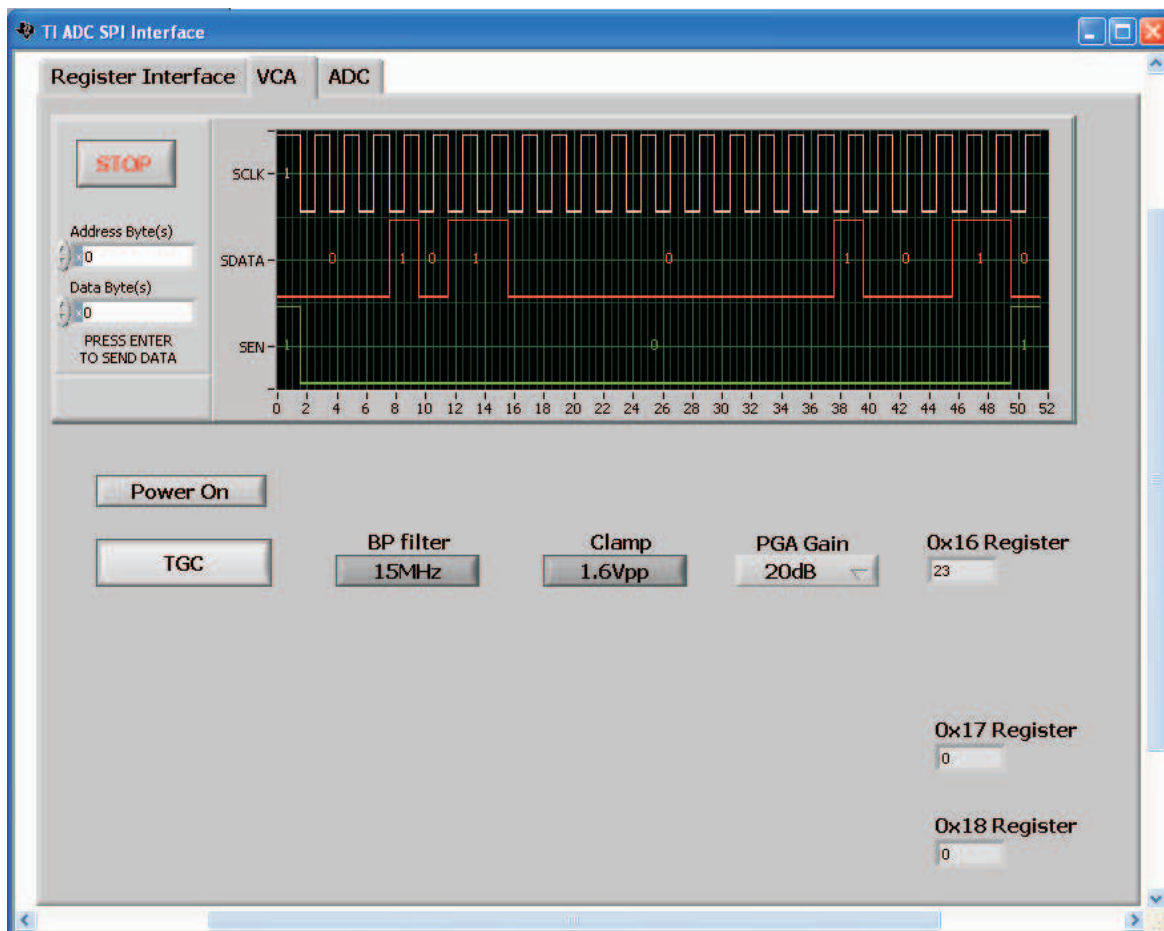 TI ADC SPI Interface
Register Interface VCA ADC
STOP
Address Byte(s)
x0
Data Byte(s)
x0
PRESS ENTER
TO SEND DATA
SCLK 1
SDATA 0 1 0 1 0 1 0 1 0
SEN 1 0 1
0 2 4 6 8 10 12 14 16 18 20 22 24 26 28 30 32 34 36 38 40 42 44 46 48 50 52
Power On
TGC
BP filter
15MHz
Clamp
1.6Vpp
PGA Gain
20dB
0x16 Register
23
0x17 Register
0
0x18 Register
0